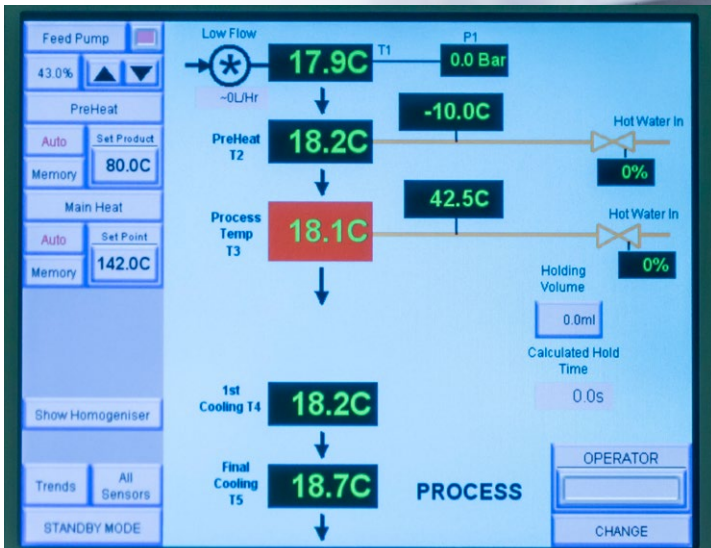 Feed Pump
43.0%
PreHeat
Auto
Set Product
80.0C
Memory
Main Heat
Auto
Set Point
142.0C
Memory
Show Homogeniser
Trends
All
Sensors
STANDBY MODE
Low Flow
~0L/Hr
17.9C
T1
P1
0.0 Bar
PreHeat
T2
18.2C
-10.0C
Hot Water In
0%
Process
Temp
T3
18.1C
42.5C
Hot Water In
0%
Holding
Volume
0.0ml
Calculated Hold
Time
0.0s
1st
Cooling T4
18.2C
Final
Cooling
T5
18.7C
PROCESS
OPERATOR
CHANGE